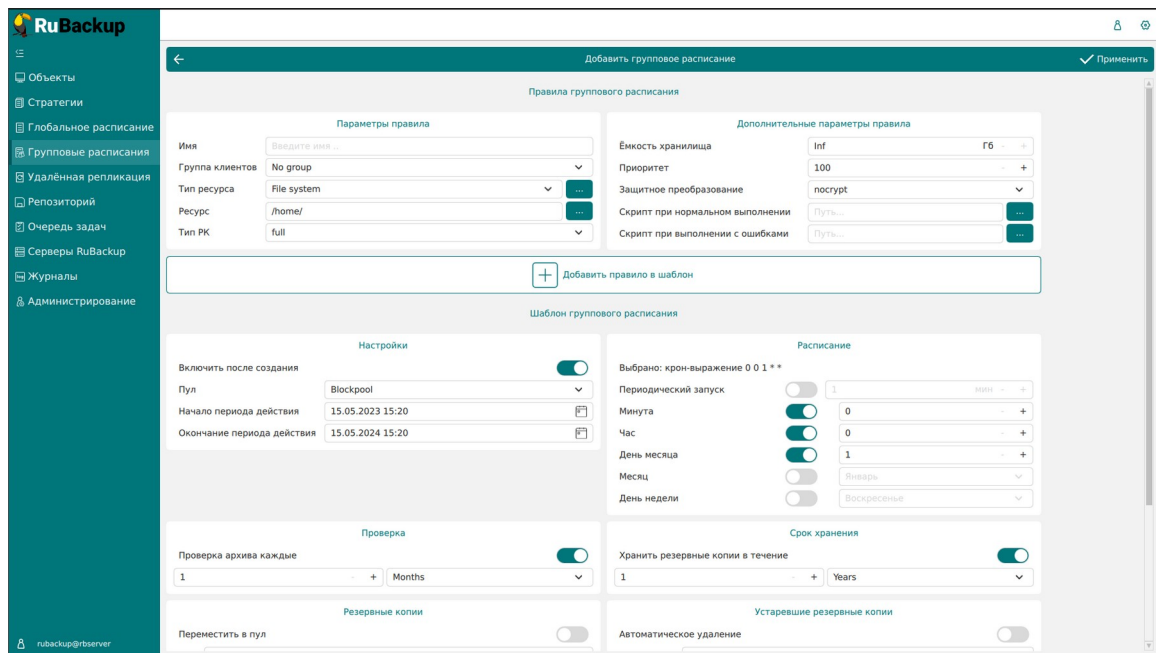 RuBackup
Объекты
Стратегии
Глобальное расписание
Групповые расписания
Удалённая репликация
Репозиторий
Очередь задач
Серверы RuBackup
Журналы
Администрирование
rubackup@rbserver
Добавить групповое расписание
Применить
Правила группового расписания
Параметры правила
Имя Введите имя ..
Группа клиентов No group
Тип ресурса File system ...
Ресурс /home/ ...
Тип РК full
Дополнительные параметры правила
Ёмкость хранилища Inf Гб - +
Приоритет 100 - +
Защитное преобразование nocrypt
Скрипт при нормальном выполнении Путь... ...
Скрипт при выполнении с ошибками Путь... ...
Добавить правило в шаблон
Шаблон группового расписания
Настройки
Включить после создания
Пул Blockpool
Начало периода действия 15.05.2023 15:20
Окончание периода действия 15.05.2024 15:20
Расписание
Выбрано: крон-выражение 0 0 1 * *
Периодический запуск 1 мин - +
Минута 0 - +
Час 0 - +
День месяца 1 - +
Месяц Январь
День недели Воскресенье
Проверка
Проверка архива каждые
1 - + Months
Срок хранения
Хранить резервные копии в течение
1 - + Years
Резервные копии
Переместить в пул
Устаревшие резервные копии
Автоматическое удаление